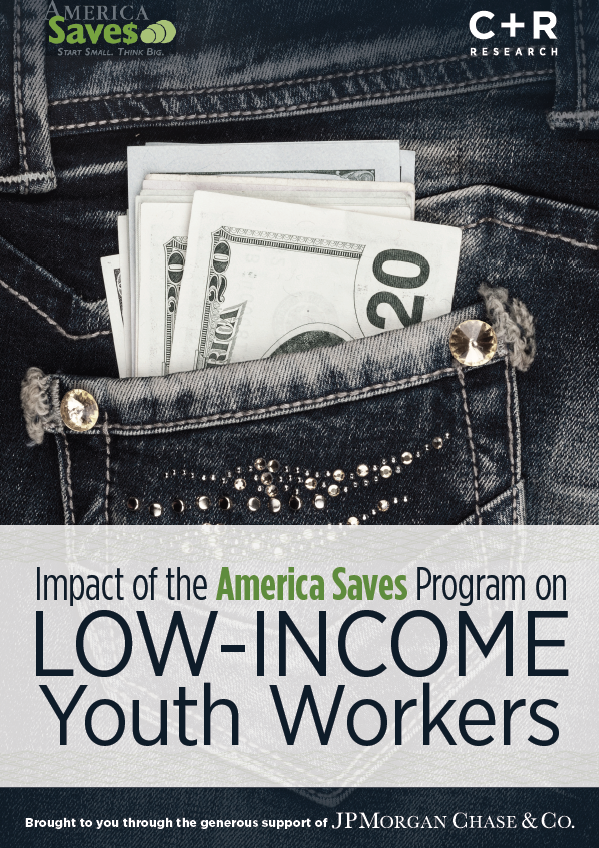 AMERICA
Saves
START SMALL. THINK BIG.
C+R
RESEARCH
20
Impact of the America Saves Program on
LOW-INCOME
Youth Workers
Brought to you through the generous support of JPMORGAN CHASE & CO.